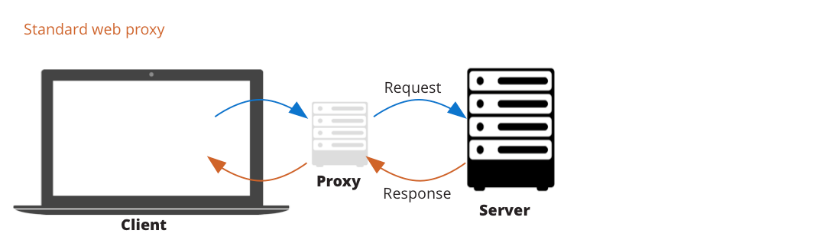 Standard web proxy
Request
Proxy
Response
Server
Client